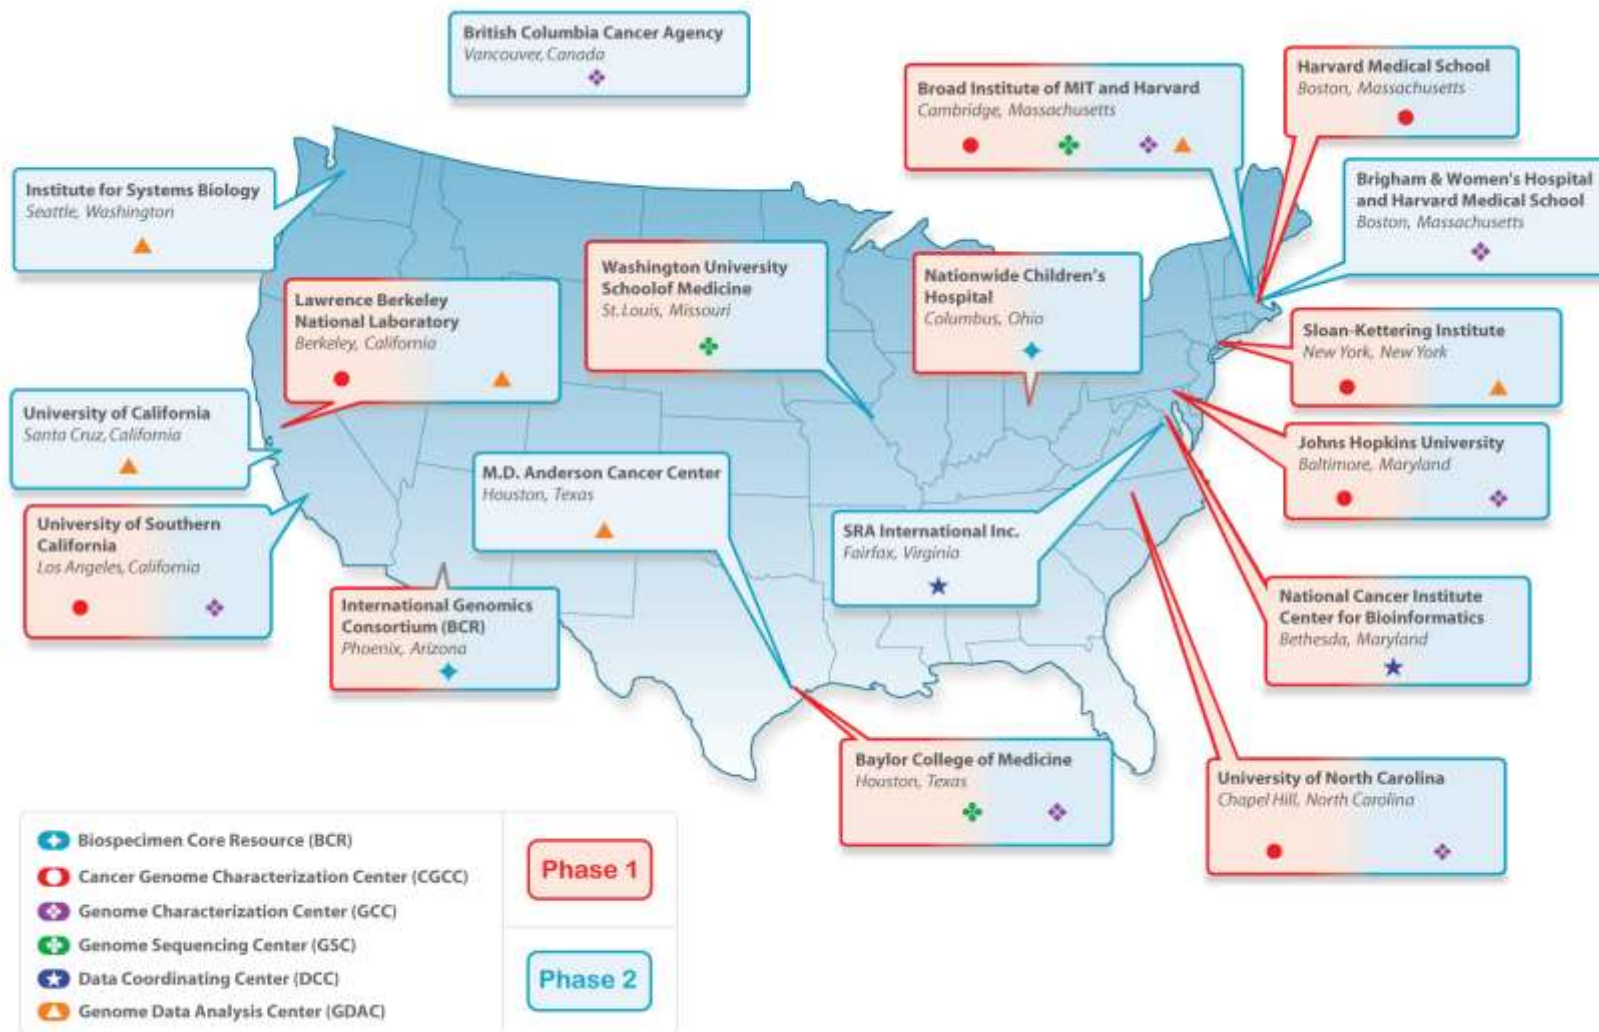 British Columbia Cancer Agency
Vancouver, Canada
Broad Institute of MIT and Harvard
Cambridge, Massachusetts
Harvard Medical School
Boston, Massachusetts
Institute for Systems Biology
Seattle, Washington
Brigham & Women's Hospital
and Harvard Medical School
Boston, Massachusetts
Washington University
Schoolof Medicine
St. Louis, Missouri
Nationwide Children's
Hospital
Columbus, Ohio
Lawrence Berkeley
National Laboratory
Berkeley, California
Sloan-Kettering Institute
New York, New York
University of California
Santa Cruz, California
Johns Hopkins University
Baltimore, Maryland
M.D. Anderson Cancer Center
Houston, Texas
University of Southern
California
Los Angeles, California
SRA International Inc.
Fairfax, Virginia
International Genomics
Consortium (BCR)
Phoenix, Arizona
National Cancer Institute
Center for Bioinformatics
Bethesda, Maryland
Baylor College of Medicine
Houston, Texas
University of North Carolina
Chapel Hill, North Carolina
Biospecimen Core Resource (BCR)
Cancer Genome Characterization Center (CGCC)
Genome Characterization Center (GCC)
Genome Sequencing Center (GSC)
Data Coordinating Center (DCC)
Genome Data Analysis Center (GDAC)
Phase 1
Phase 2